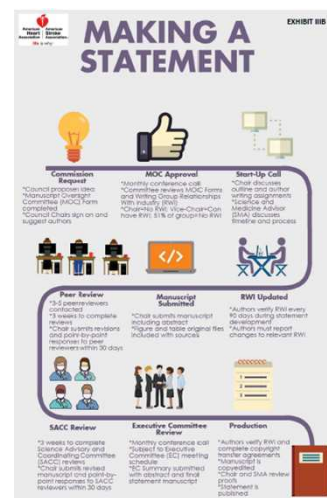 American Heart Association
American Stroke Association
life is why
EXHIBIT IIIB
MAKING A
STATEMENT
Commission
Request
*Council proposes idea
*Manuscript Oversight
Committee (MOC) Form
completed
*Council Chairs sign on and
suggest authors
MOC Approval
*Monthly conference call
*Committee reviews MOC Forms
and Writing Group Relationships
With Industry (RWI)
*Chair=No RWI; Vice-Chair=Can
have RWI; 51% of group=No RWI
Start-Up Call
*Chair discusses
outline and author
writing assignments
*Science and
Medicine Advisor
(SMA) discusses
timeline and process
Peer Review
*3-5 peer reviewers
contacted
*3 weeks to complete
reviews
*Chair submits revisions
and point-by-point
responses to peer
reviewers within 30 days
Manuscript
Submitted
*Chair submits manuscript
including abstract
*Figure and table original files
included with sources
RWI Updated
*Authors verify RWI every
90 days during statement
development
*Authors must report
changes to relevant RWI
SACC Review
*3 weeks to complete
Science Advisory and
Coordinating Committee
(SACC) reviews
*Chair submits revised
manuscript and point-by-
point responses to SACC
reviewers within 30 days
Executive Committee
Review
*Monthly conference call
*Subject to Executive
Committee (EC) meeting
schedule
*EC Summary submitted
with abstract and final
statement manuscript
Production
*Authors verify RWI and
complete copyright
transfer agreements
*Manuscript is
copyedited
*Chair and SMA review
proofs
*Statement is
published